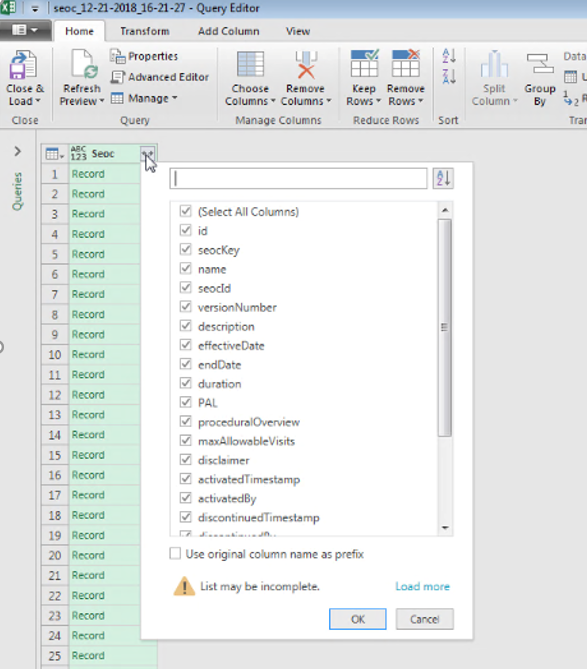 seoc_12-21-2018_16-21-27 - Query Editor
Home Transform Add Column View
Close & Load
Close
Refresh Preview
Properties
Advanced Editor
Manage
Query
Choose Columns
Remove Columns
Manage Columns
Keep Rows
Remove Rows
Reduce Rows
A Z
Z A
Sort
Split Column
Group By
Data
U
1 2
R
Tra
Queries
ABC 123 Seoc
1 Record
2 Record
3 Record
4 Record
5 Record
6 Record
7 Record
8 Record
9 Record
10 Record
11 Record
12 Record
13 Record
14 Record
15 Record
16 Record
17 Record
18 Record
19 Record
20 Record
21 Record
22 Record
23 Record
24 Record
25 Record
A Z
(Select All Columns)
id
seocKey
name
seocId
versionNumber
description
effectiveDate
endDate
duration
PAL
proceduralOverview
maxAllowableVisits
disclaimer
activatedTimestamp
activatedBy
discontinuedTimestamp
discontinuedBy
Use original column name as prefix
List may be incomplete. Load more
OK Cancel